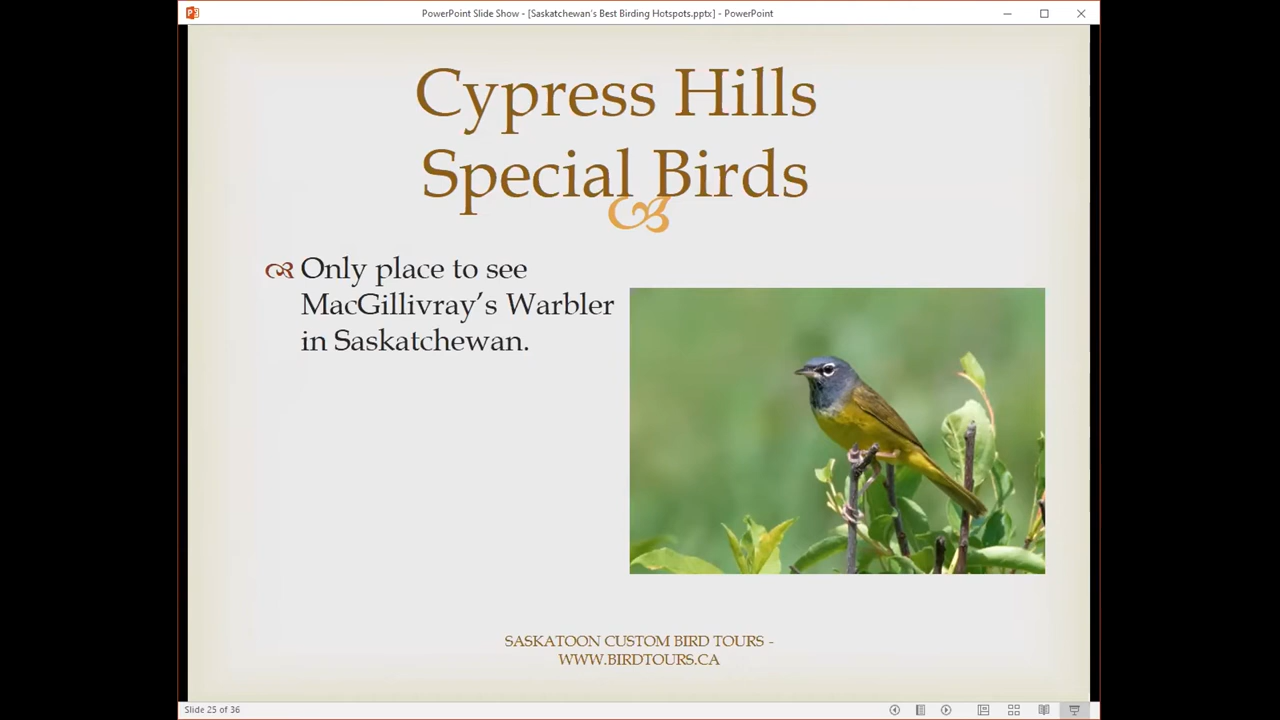 PowerPoint Slide Show - [Saskatchewan's Best Birding Hotspots.pptx] - PowerPoint
Cypress Hills
Special Birds
Only place to see
MacGillivray’s Warbler
in Saskatchewan.
SASKATOON CUSTOM BIRD TOURS -
WWW.BIRDTOURS.CA
Slide 25 of 36